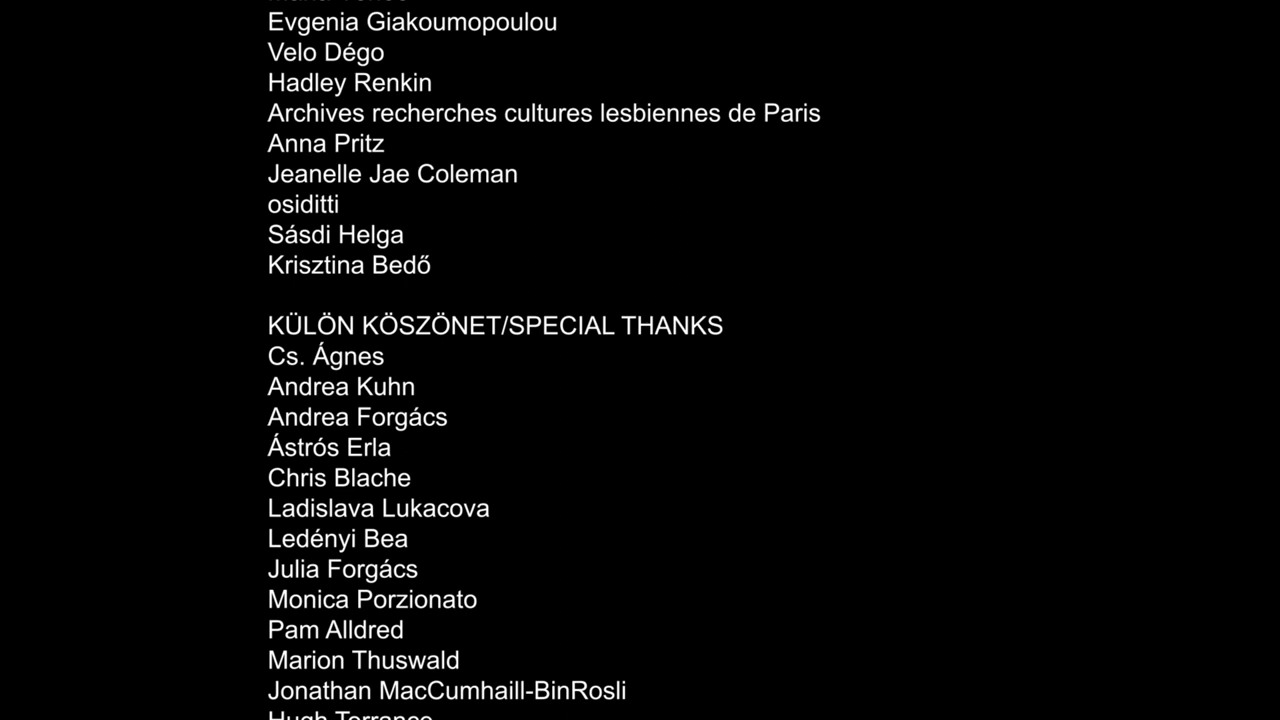 Evgenia Giakoumopoulou
Velo Dégo
Hadley Renkin
Archives recherches cultures lesbiennes de Paris
Anna Pritz
Jeanelle Jae Coleman
osiditti
Sásdi Helga
Krisztina Bedő
KÜLÖN KÖSZÖNET/SPECIAL THANKS
Cs. Ágnes
Andrea Kuhn
Andrea Forgács
Ástrós Erla
Chris Blache
Ladislava Lukacova
Ledényi Bea
Julia Forgács
Monica Porzionato
Pam Alldred
Marion Thuswald
Jonathan MacCumhaill-BinRosli
Hugh Torrance